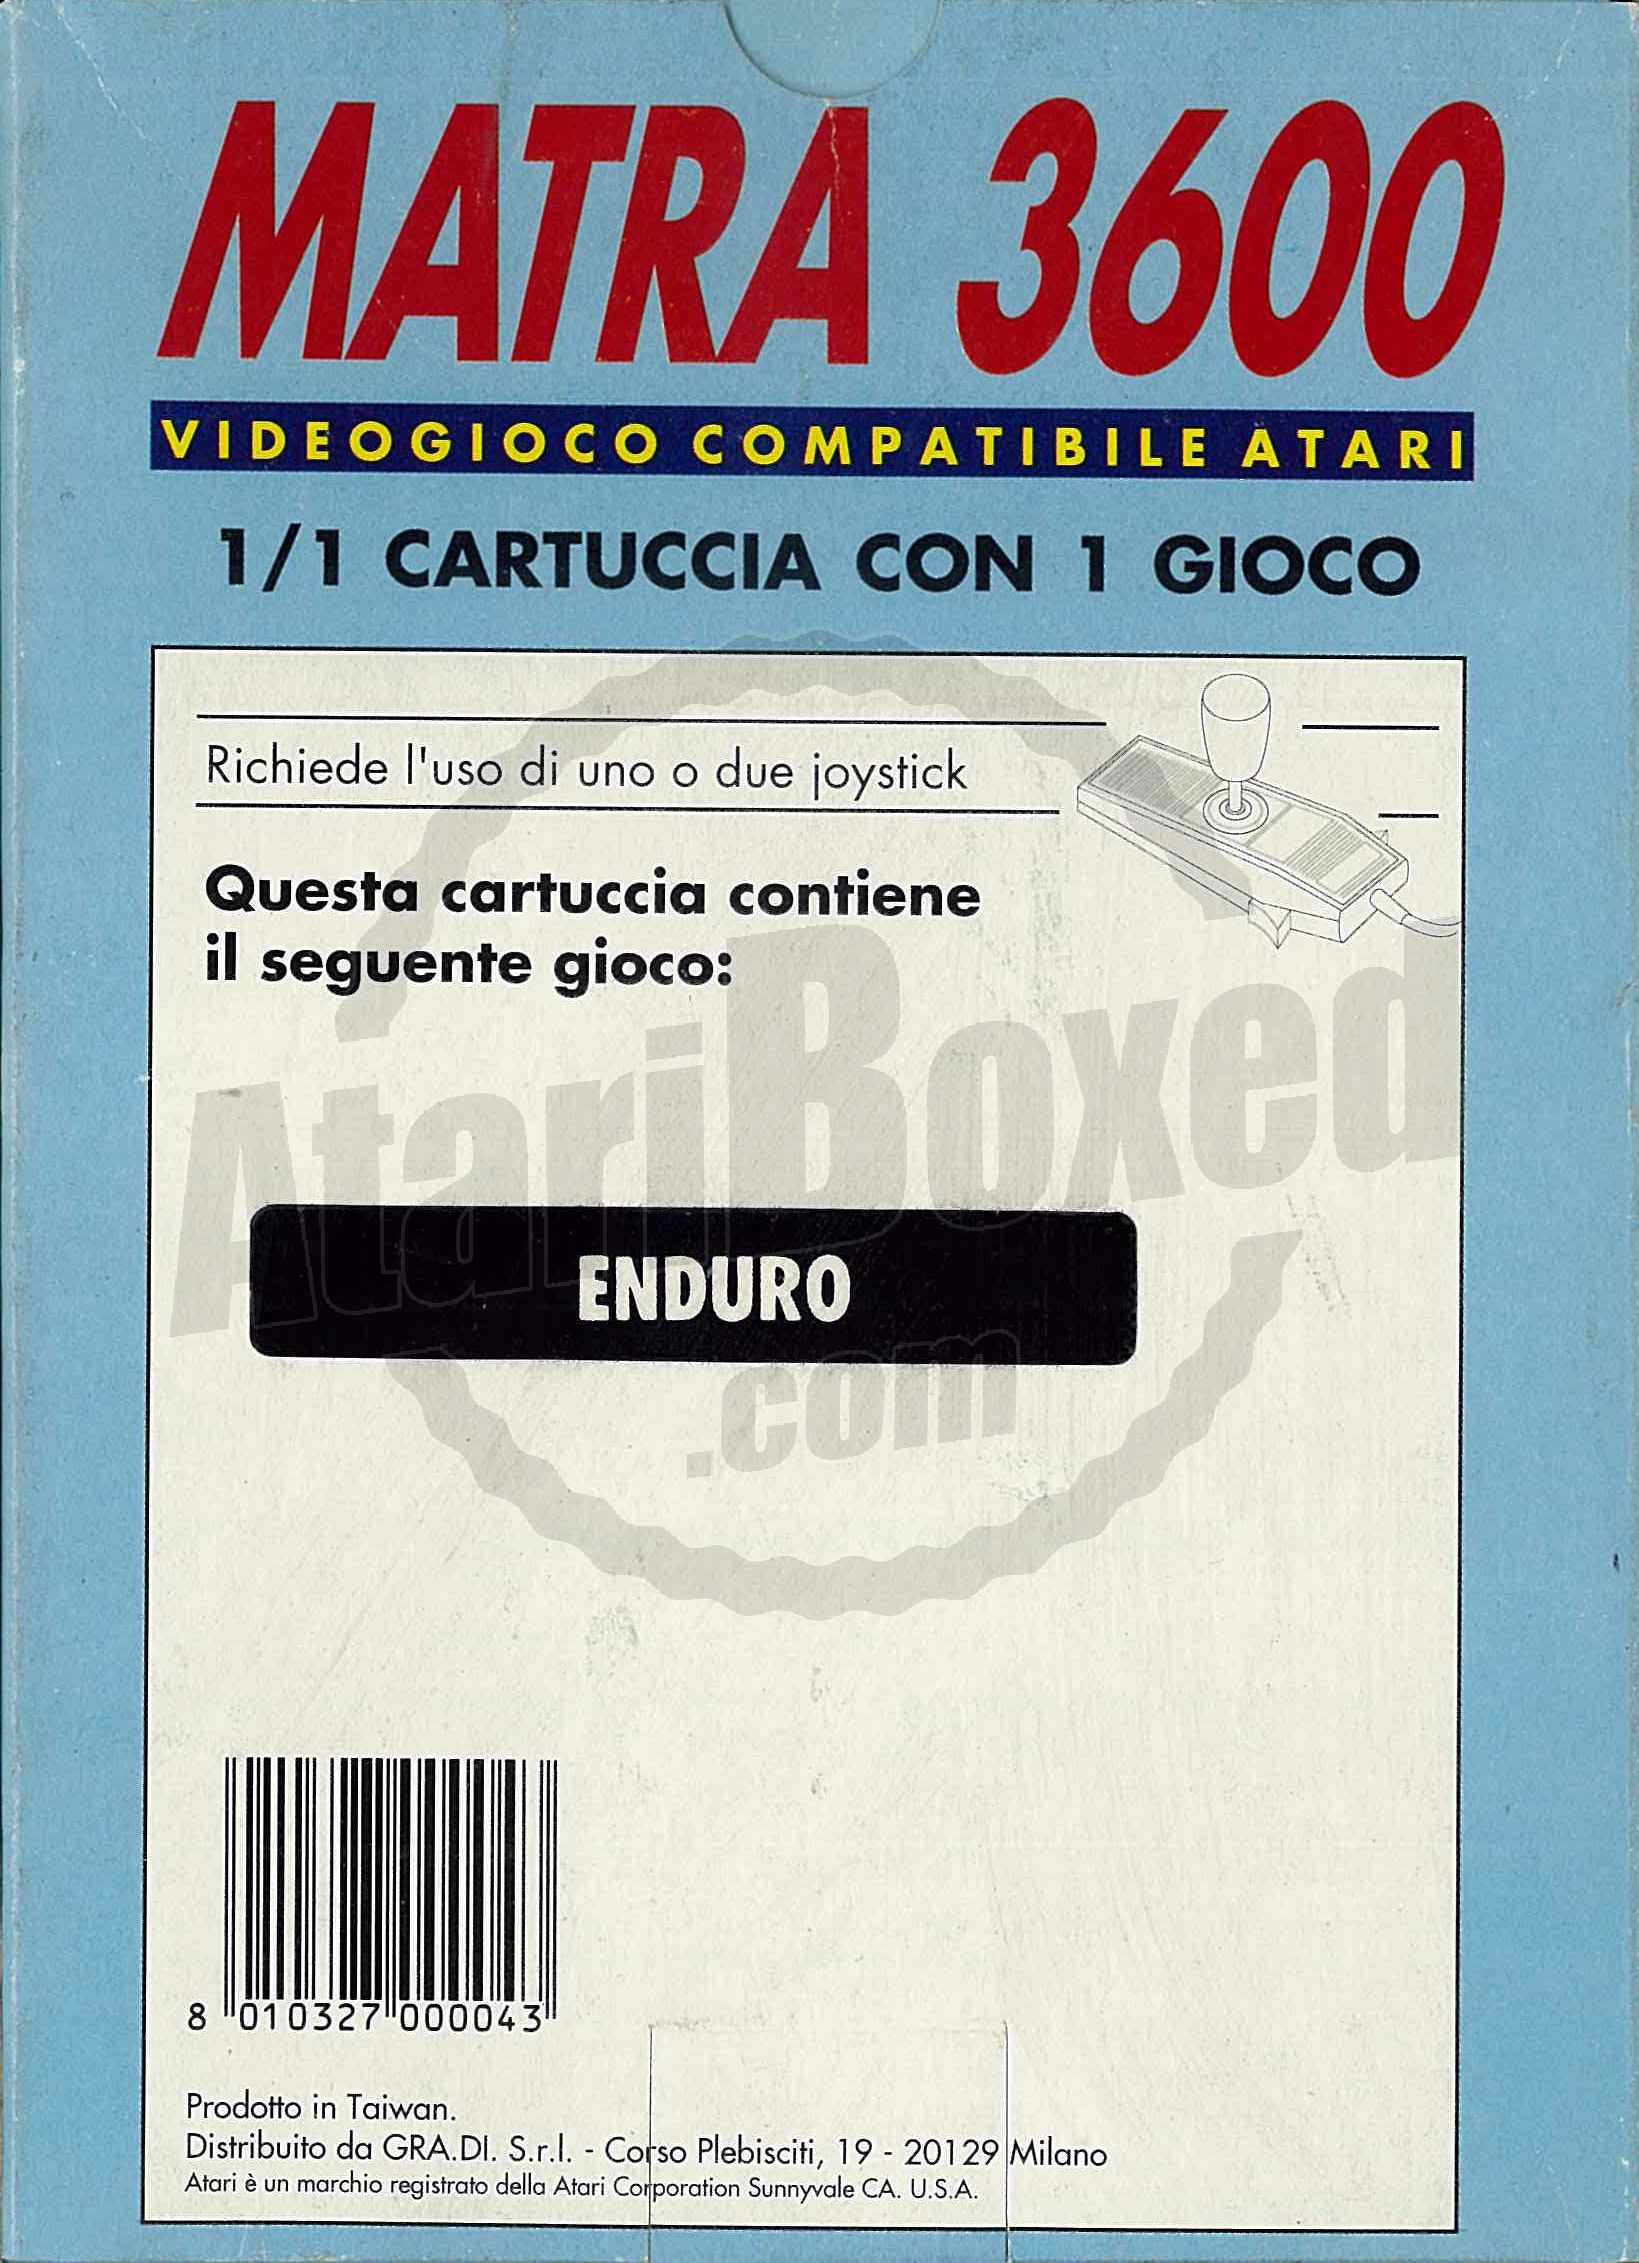 MATRA 3600
VIDEOGIOCO COMPATIBILE ATARI
1/1 CARTUCCIA CON 1 GIOCO
Richiede l'uso di uno o due joystick
Questa cartuccia contiene
il seguente gioco:
AtariBoxed
ENDURO
.com
8 010327 000043
Prodotto in Taiwan.
Distribuito da GRA.DI. S.r.l. - Corso Plebisciti, 19 - 20129 Milano
Atari è un marchio registrato della Atari Corporation Sunnyvale CA. U.S.A.